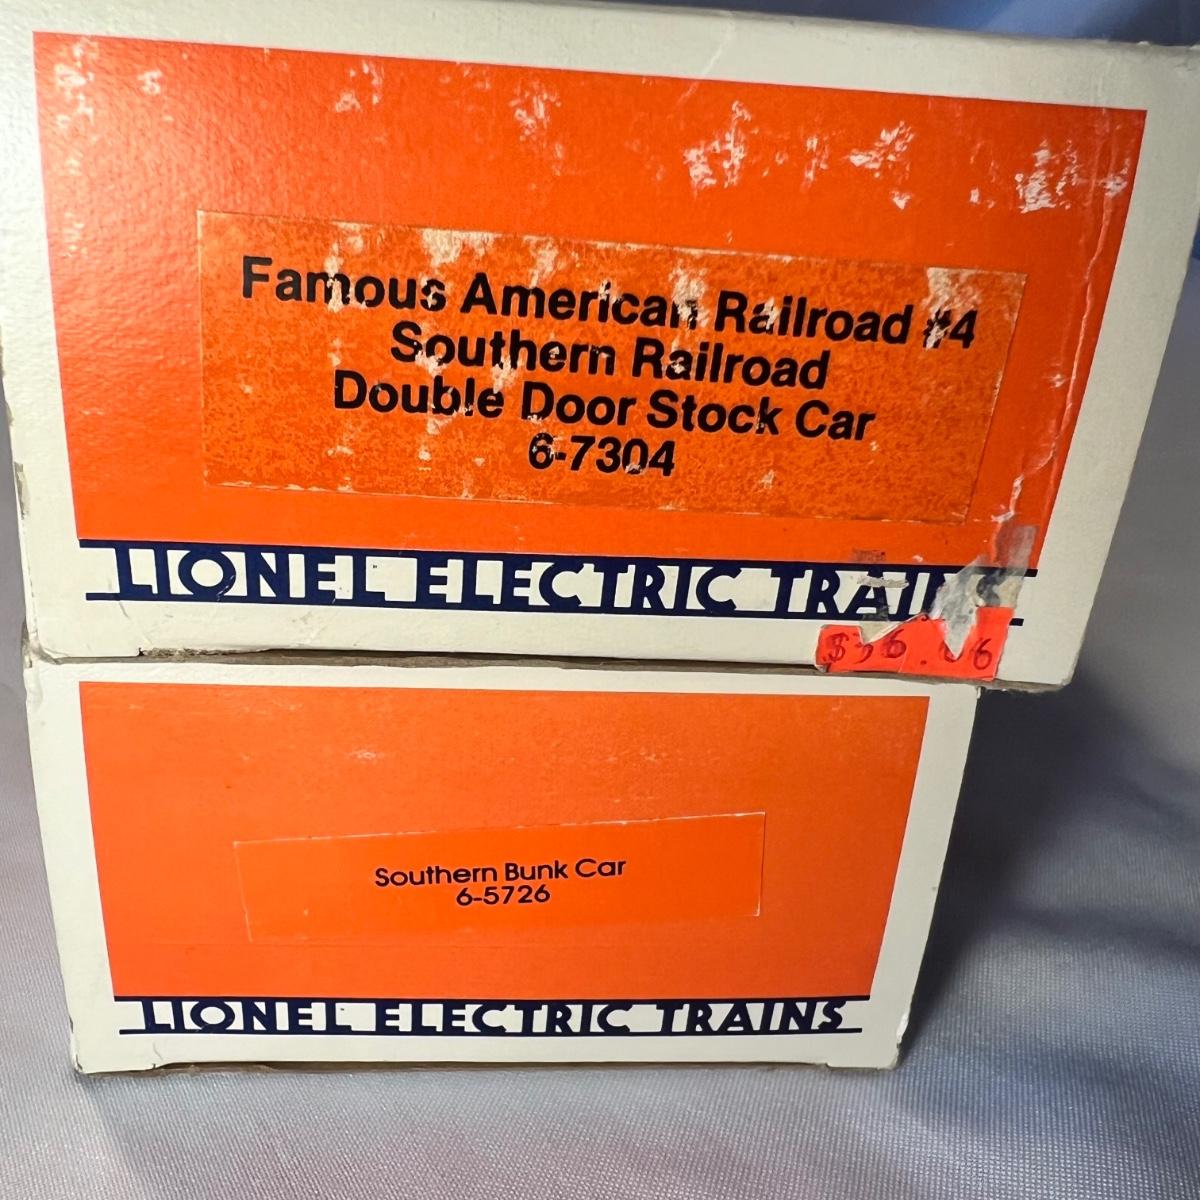 Famous American Railroad #4
Southern Railroad
Double Door Stock Car
6-7304
LIONEL ELECTRIC TRAINS
Southern Bunk Car
6-5726
LIONEL ELECTRIC TRAINS